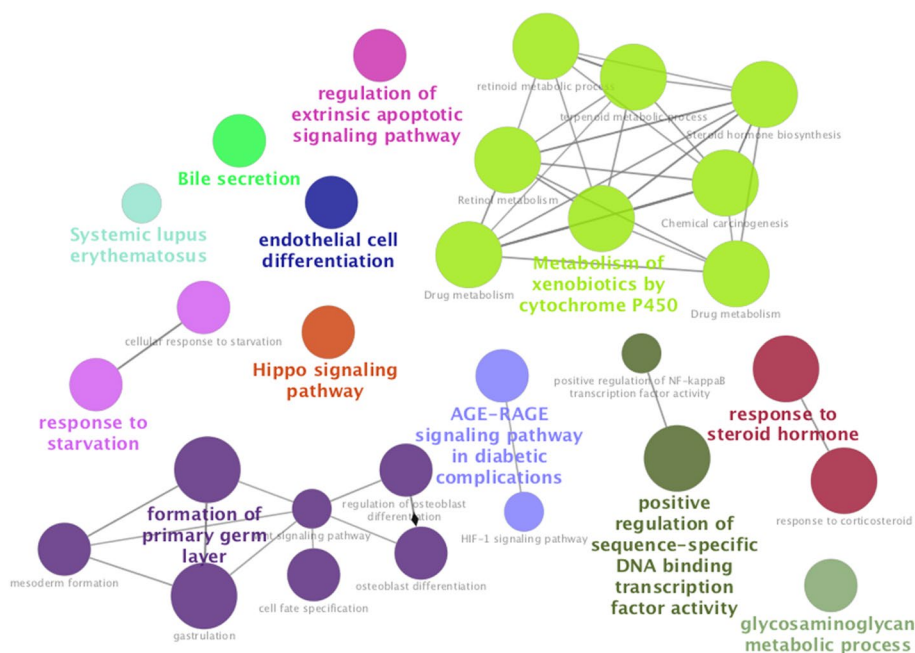 regulation of
extrinsic apoptotic
signaling pathway
retinoid metabolic process
terpenoid metabolic process
Steroid hormone biosynthesis
Bile secretion
Retinol metabolism
Chemical carcinogenesis
Systemic lupus
erythematosus
endothelial cell
differentiation
Metabolism of
xenobiotics by
cytochrome P450
Drug metabolism
Drug metabolism
cellular response to starvation
Hippo signaling
pathway
response to
starvation
AGE-RAGE
signaling pathway
in diabetic
complications
positive regulation of NF-kappaB
transcription factor activity
response to
steroid hormone
formation of
primary germ
layer
regulation of osteoblast
differentiation
signaling pathway
HIF-1 signaling pathway
positive
regulation of
sequence-specific
DNA binding
transcription
factor activity
response to corticosteroid
mesoderm formation
cell fate specification
osteoblast differentiation
gastrulation
glycosaminoglycan
metabolic process